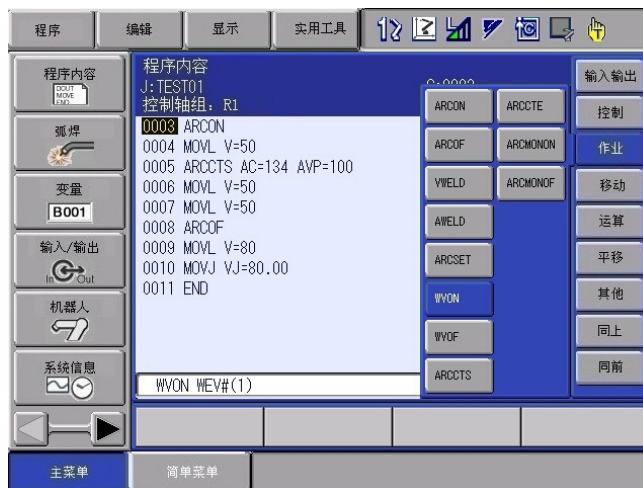 程序
编辑
显示
实用工具
程序内容
DOUT
MOVE
END
弧焊
变量
B001
输入/输出
In Out
机器人
系统信息
程序内容
J:TEST01
控制轴组: R1
0003 ARCON
0004 MOVL V=50
0005 ARCCTS AC=134 AVP=100
0006 MOVL V=50
0007 MOVL V=50
0008 ARCOF
0009 MOVL V=80
0010 MOVJ VJ=80.00
0011 END
WVON WEV#(1)
ARCON
ARCOF
VWELD
AWELD
ARCSET
WVON
WVOF
ARCCTS
ARCCTE
ARCMONON
ARCMONOF
输入输出
控制
作业
移动
运算
平移
其他
同上
同前
主菜单
简单菜单